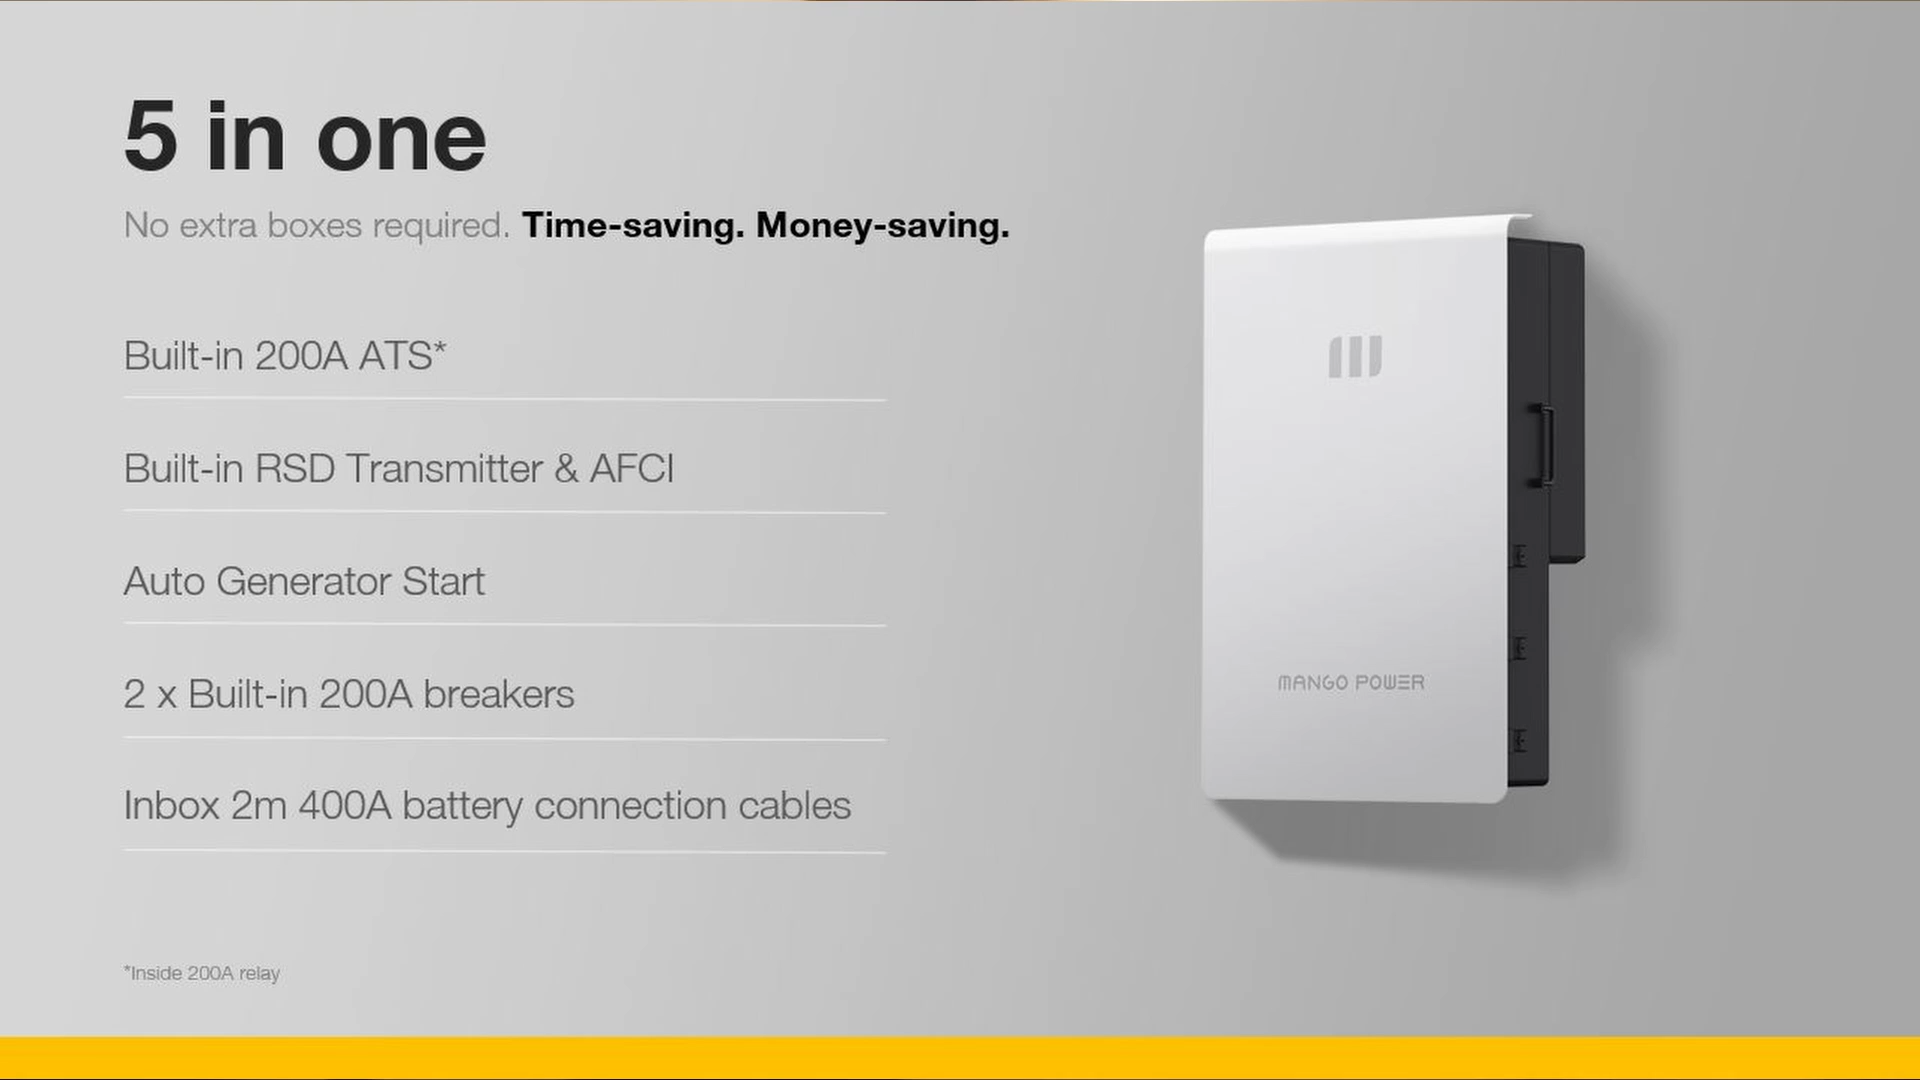 5 in one
No extra boxes required. Time-saving. Money-saving.
Built-in 200A ATS*
Built-in RSD Transmitter & AFCI
Auto Generator Start
2 x Built-in 200A breakers
Inbox 2m 400A battery connection cables
*Inside 200A relay
MANGO POWER